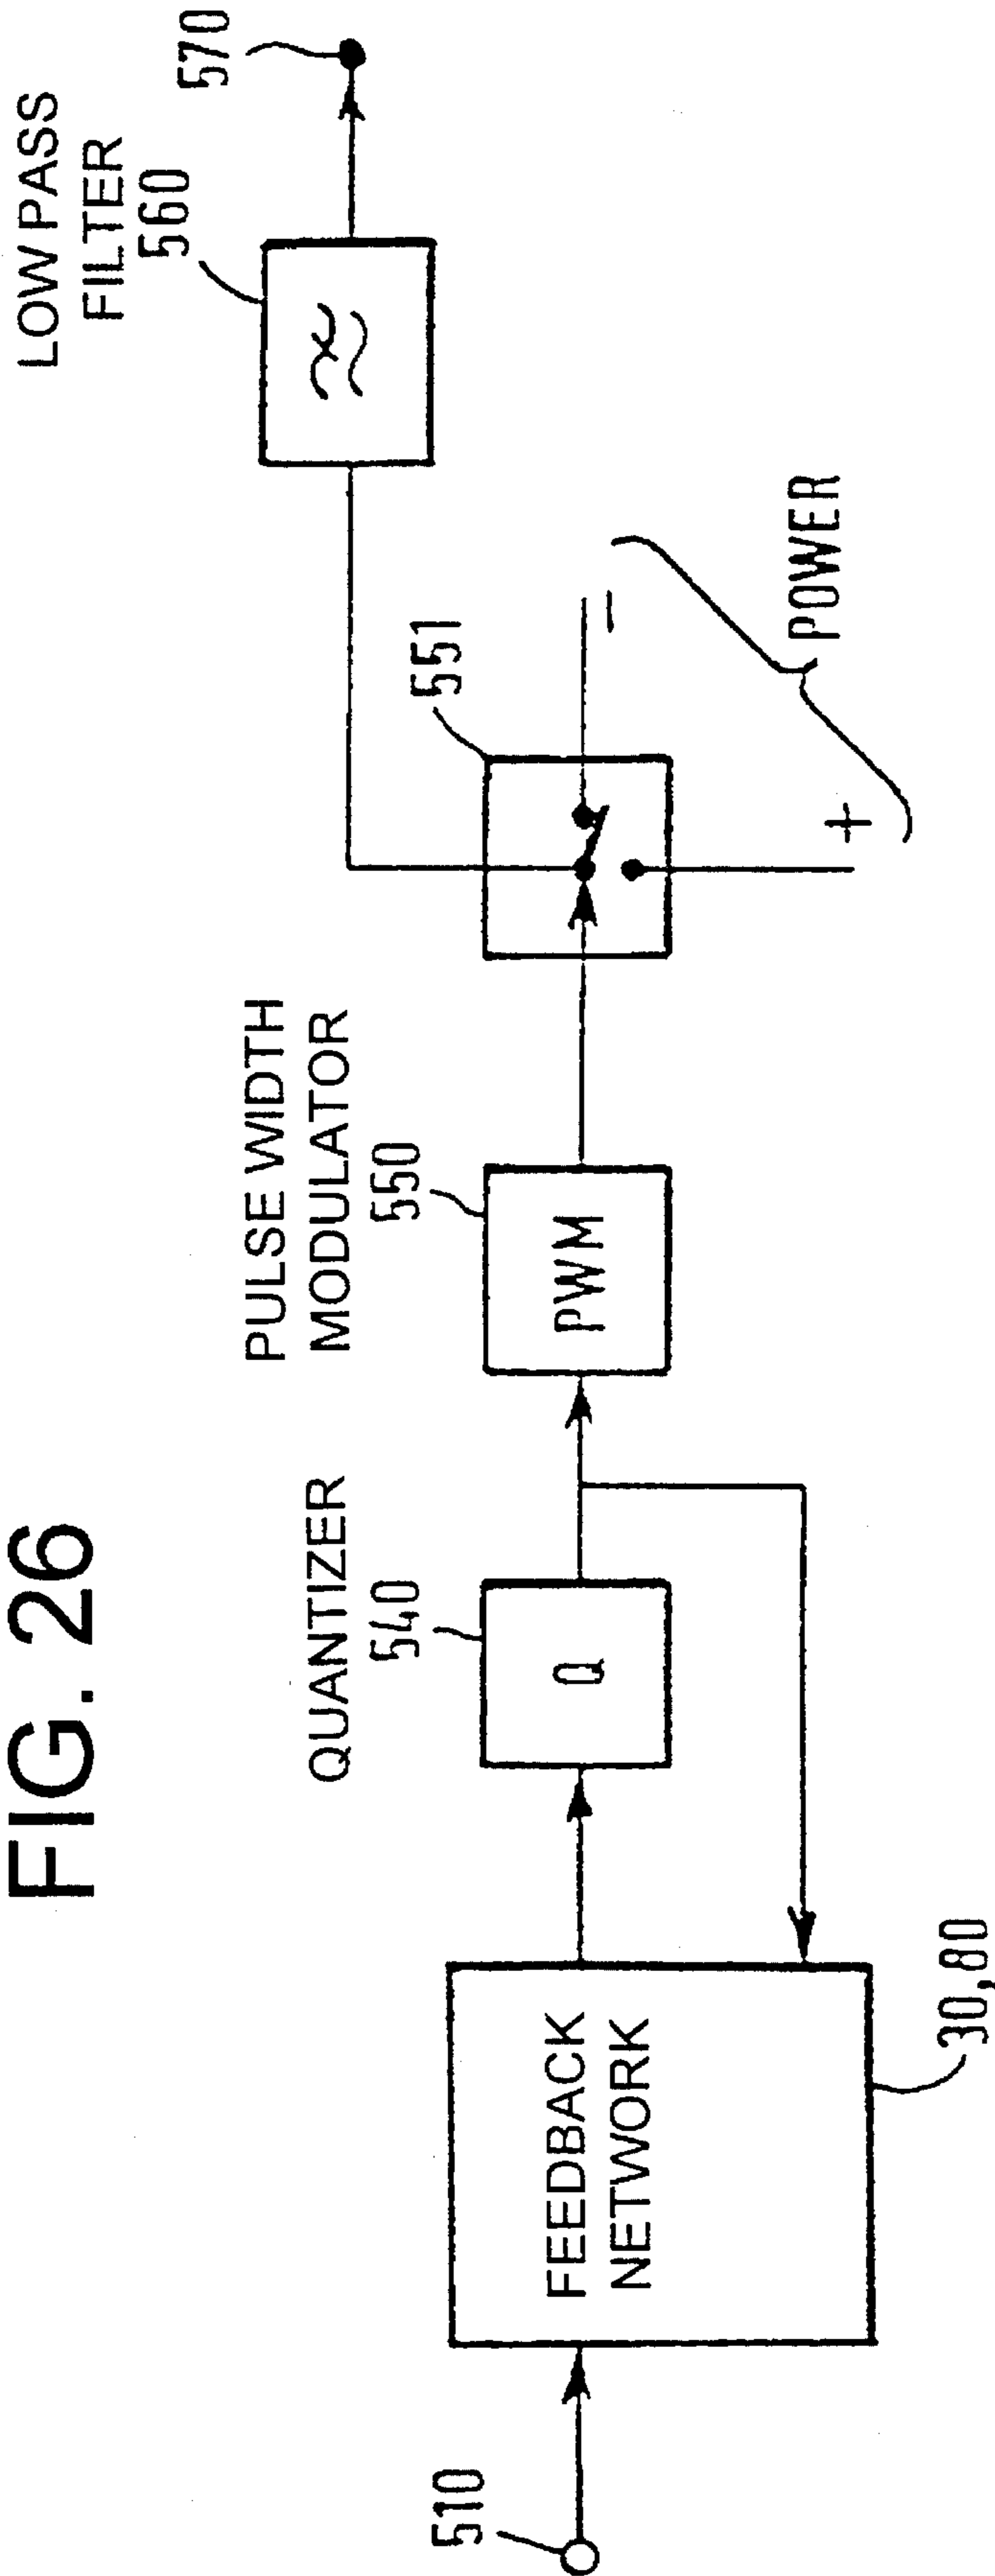 FIG. 26
LOW PASS
FILTER
560
570
PULSE WIDTH
MODULATOR
550
551
QUANTIZER
540
510
FEEDBACK
NETWORK
Q
PWM
−
+
POWER
30,80